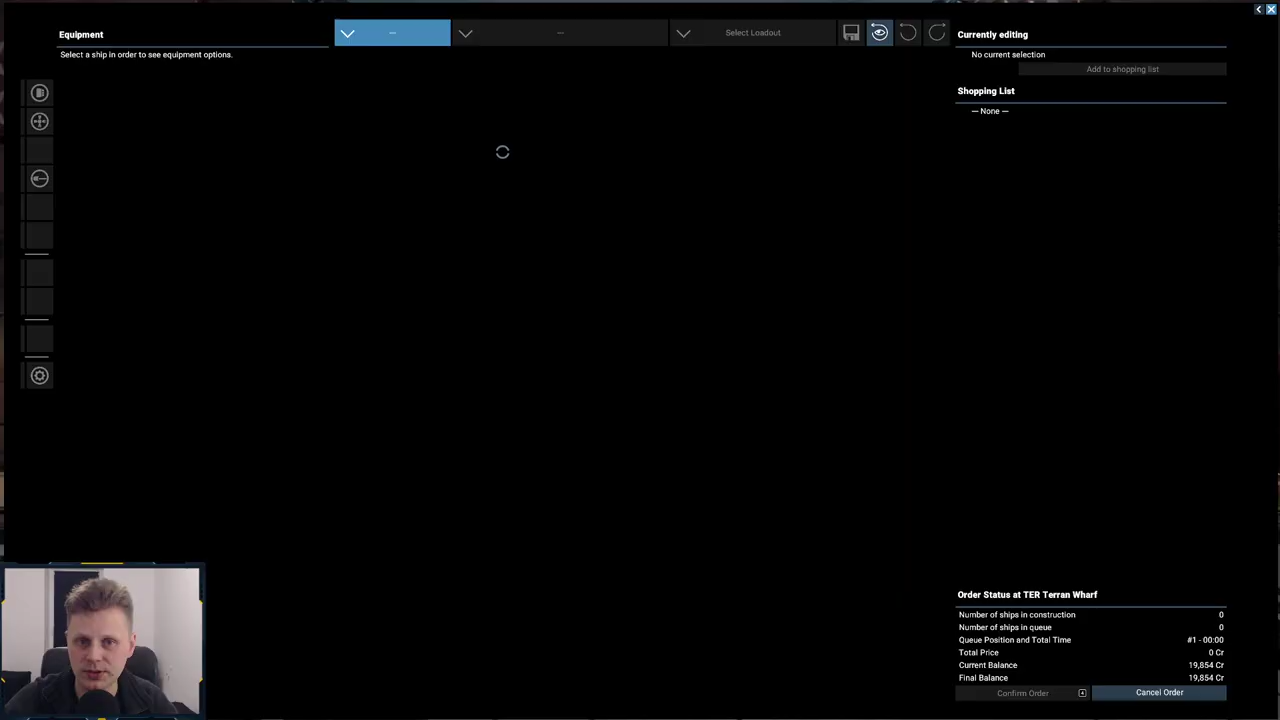 Equipment
Select a ship in order to see equipment options.
—
—
Select Loadout
Currently editing
No current selection
Add to shopping list
Shopping List
— None —
Order Status at TER Terran Wharf
Number of ships in construction 0
Number of ships in queue 0
Queue Position and Total Time #1 - 00:00
Total Price 0 Cr
Current Balance 19,854 Cr
Final Balance 19,854 Cr
Confirm Order
Cancel Order